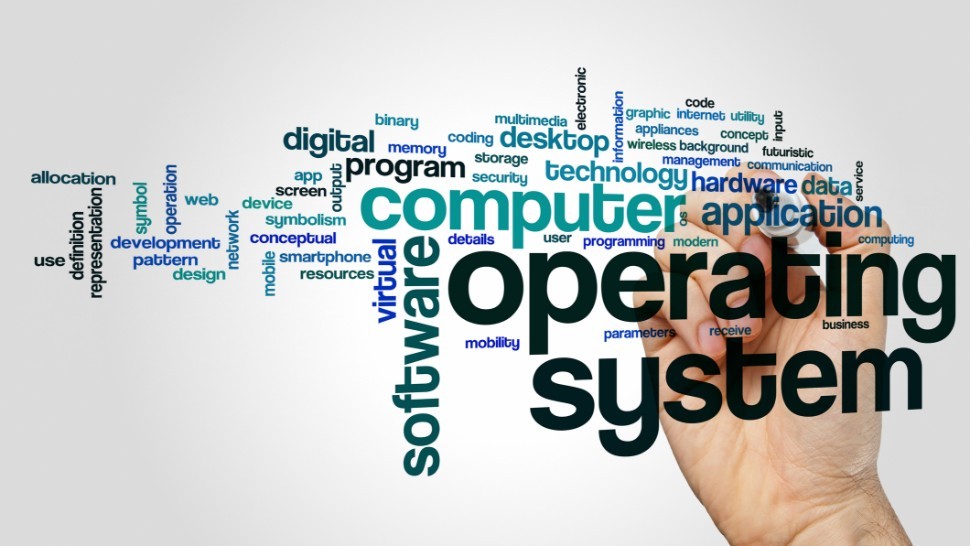 electronic
information
code
graphic
internet
utility
input
binary
multimedia
appliances
concept
digital
memory
coding
desktop
wireless
background
futuristic
storage
management
communication
service
program
output
app
screen
security
technology
hardware
data
allocation
symbol
operation
web
device
symbolism
computer
os
application
definition
representation
network
development
conceptual
details
user
programming
modern
computing
use
pattern
design
mobile
smartphone
resources
virtual
software
operating
mobility
parameters
receive
business
system